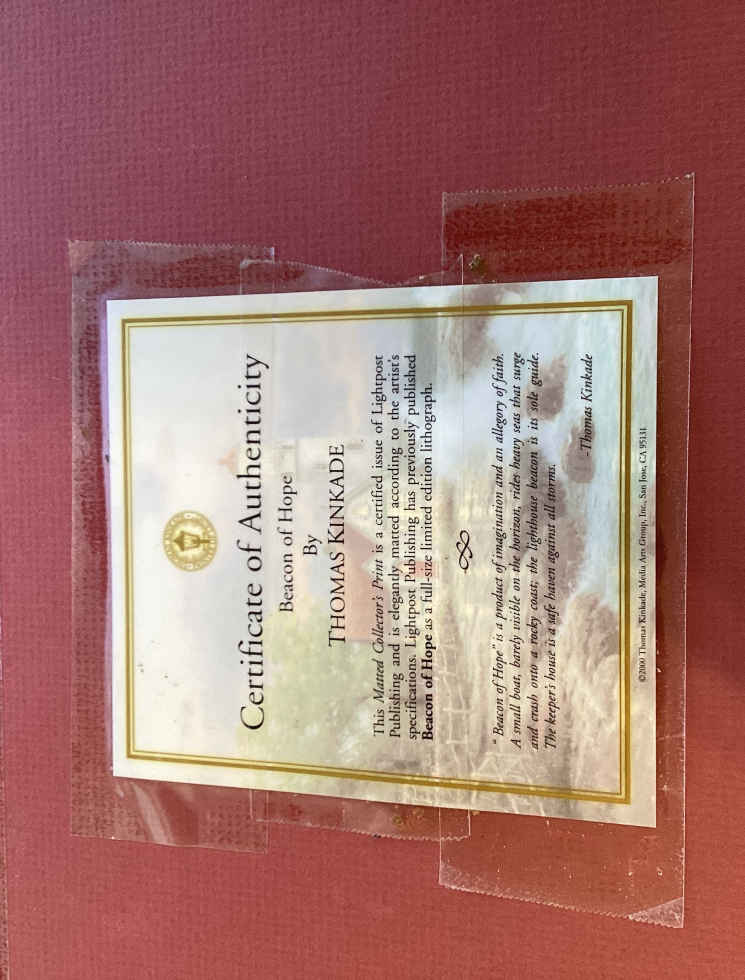 Certificate of Authenticity
Beacon of Hope
By
THOMAS KINKADE
This Matted Collector's Print is a certified issue of Lightpost
Publishing and is elegantly matted according to the artist's
specifications. Lightpost Publishing has previously published
Beacon of Hope as a full-size limited edition lithograph.
"Beacon of Hope" is a product of imagination and an allegory of faith.
A small boat, barely visible on the horizon, rides heavy seas that surge
and crash onto a rocky coast; the lighthouse beacon is its sole guide.
The keeper's house is a safe haven against all storms.
-Thomas Kinkade
©2000 Thomas Kinkade, Media Arts Group, Inc., San Jose, CA 95131